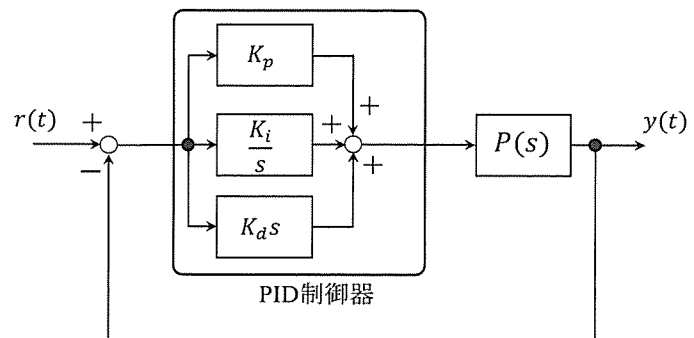 K_p
r(t)
+
−
K_i
s
+
+
+
P(s)
y(t)
K_d s
PID制御器